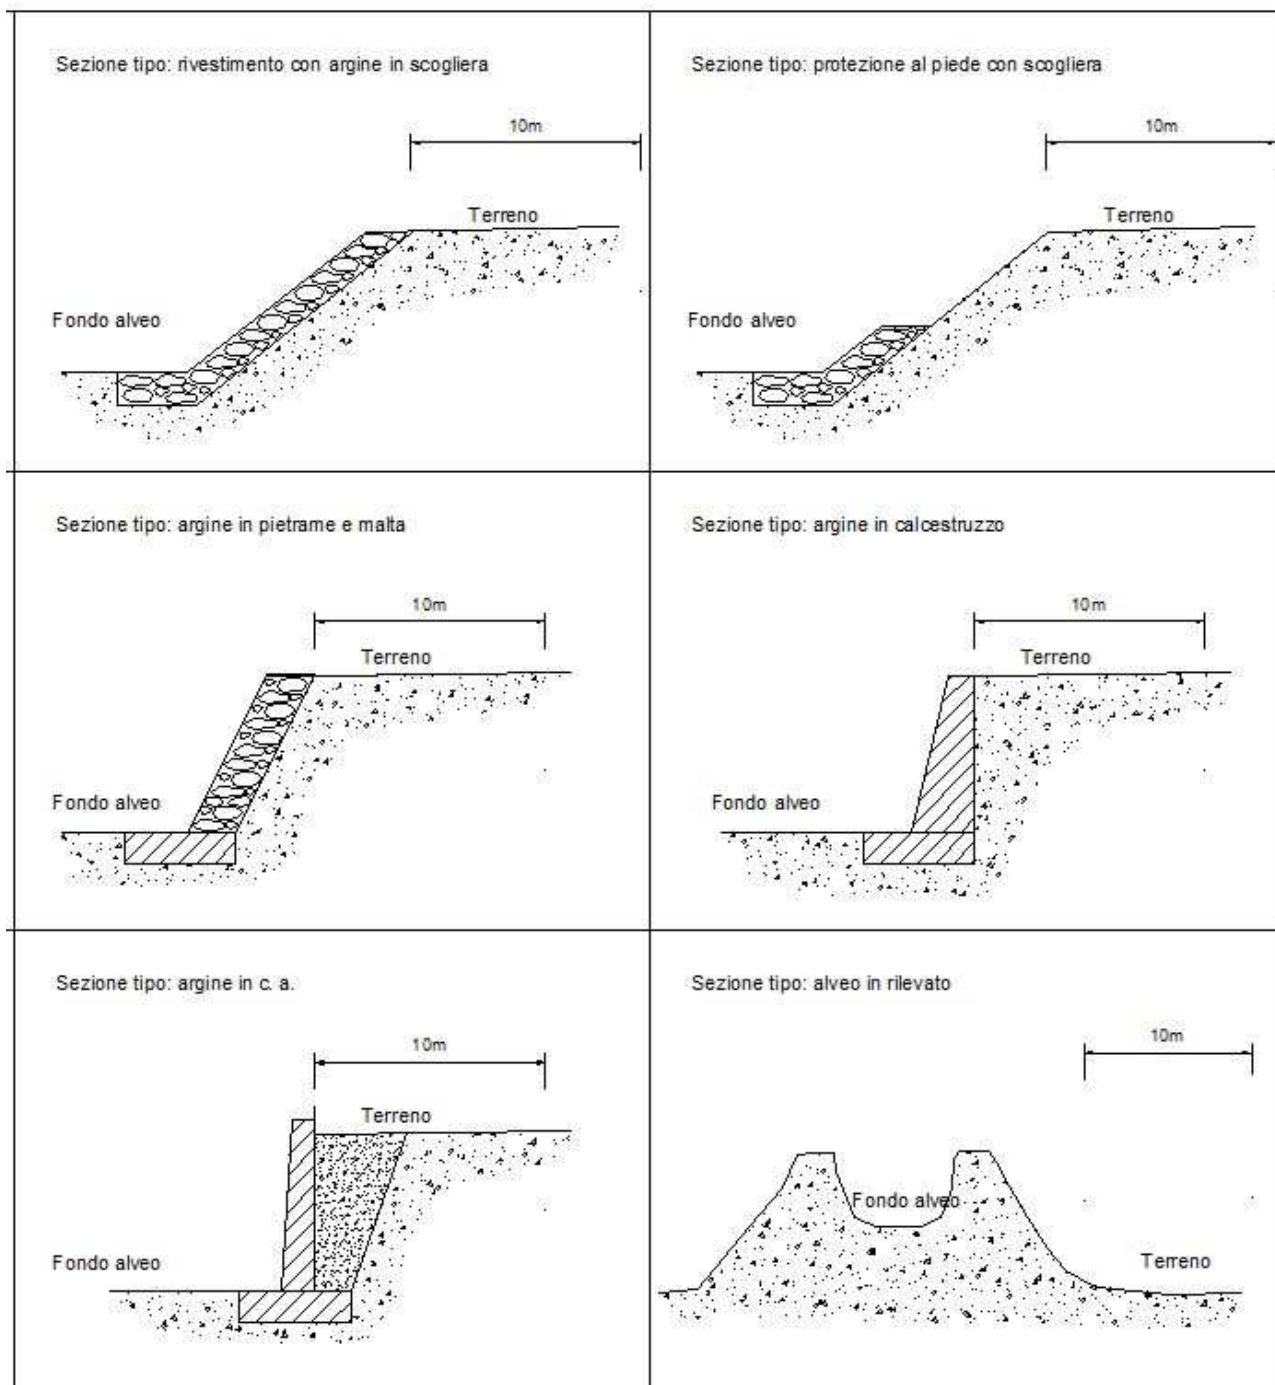 Sezione tipo: rivestimento con argine in scogliera
10m
Terreno
Fondo alveo
Sezione tipo: protezione al piede con scogliera
10m
Terreno
Fondo alveo
Sezione tipo: argine in pietrame e malta
10m
Terreno
Fondo alveo
Sezione tipo: argine in calcestruzzo
10m
Terreno
Fondo alveo
Sezione tipo: argine in c. a.
10m
Terreno
Fondo alveo
Sezione tipo: alveo in rilevato
10m
Fondo alveo
Terreno